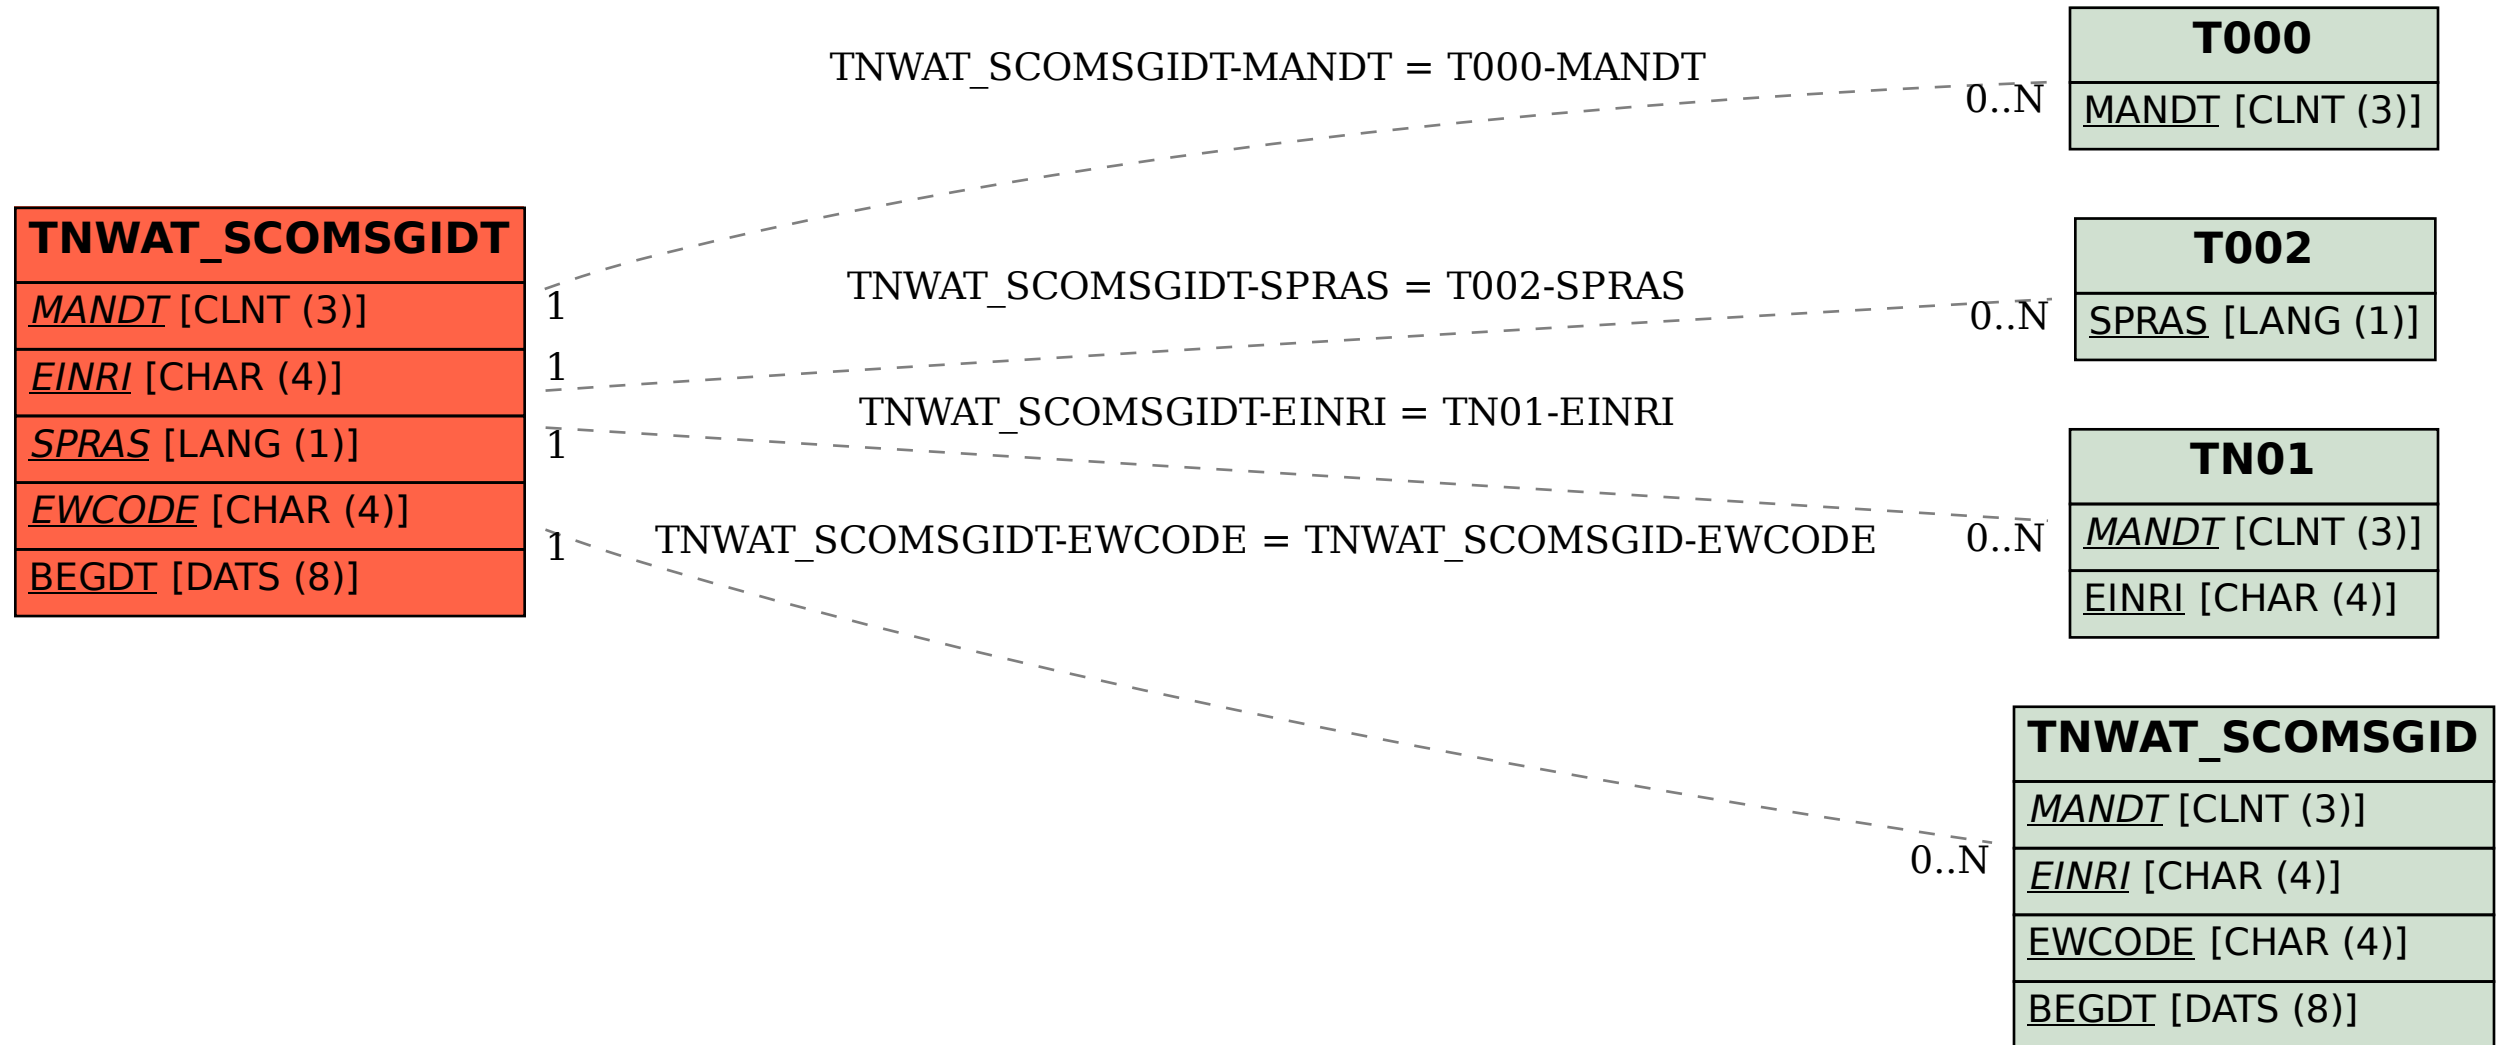 TNWAT_SCOMSGIDT
MANDT [CLNT (3)]
EINRI [CHAR (4)]
SPRAS [LANG (1)]
EWCODE [CHAR (4)]
BEGDT [DATS (8)]
TNWAT_SCOMSGIDT-MANDT = T000-MANDT
1
0..N
TNWAT_SCOMSGIDT-SPRAS = T002-SPRAS
1
0..N
TNWAT_SCOMSGIDT-EINRI = TN01-EINRI
1
0..N
TNWAT_SCOMSGIDT-EWCODE = TNWAT_SCOMSGID-EWCODE
1
0..N
T000
MANDT [CLNT (3)]
T002
SPRAS [LANG (1)]
TN01
MANDT [CLNT (3)]
EINRI [CHAR (4)]
TNWAT_SCOMSGID
MANDT [CLNT (3)]
EINRI [CHAR (4)]
EWCODE [CHAR (4)]
BEGDT [DATS (8)]